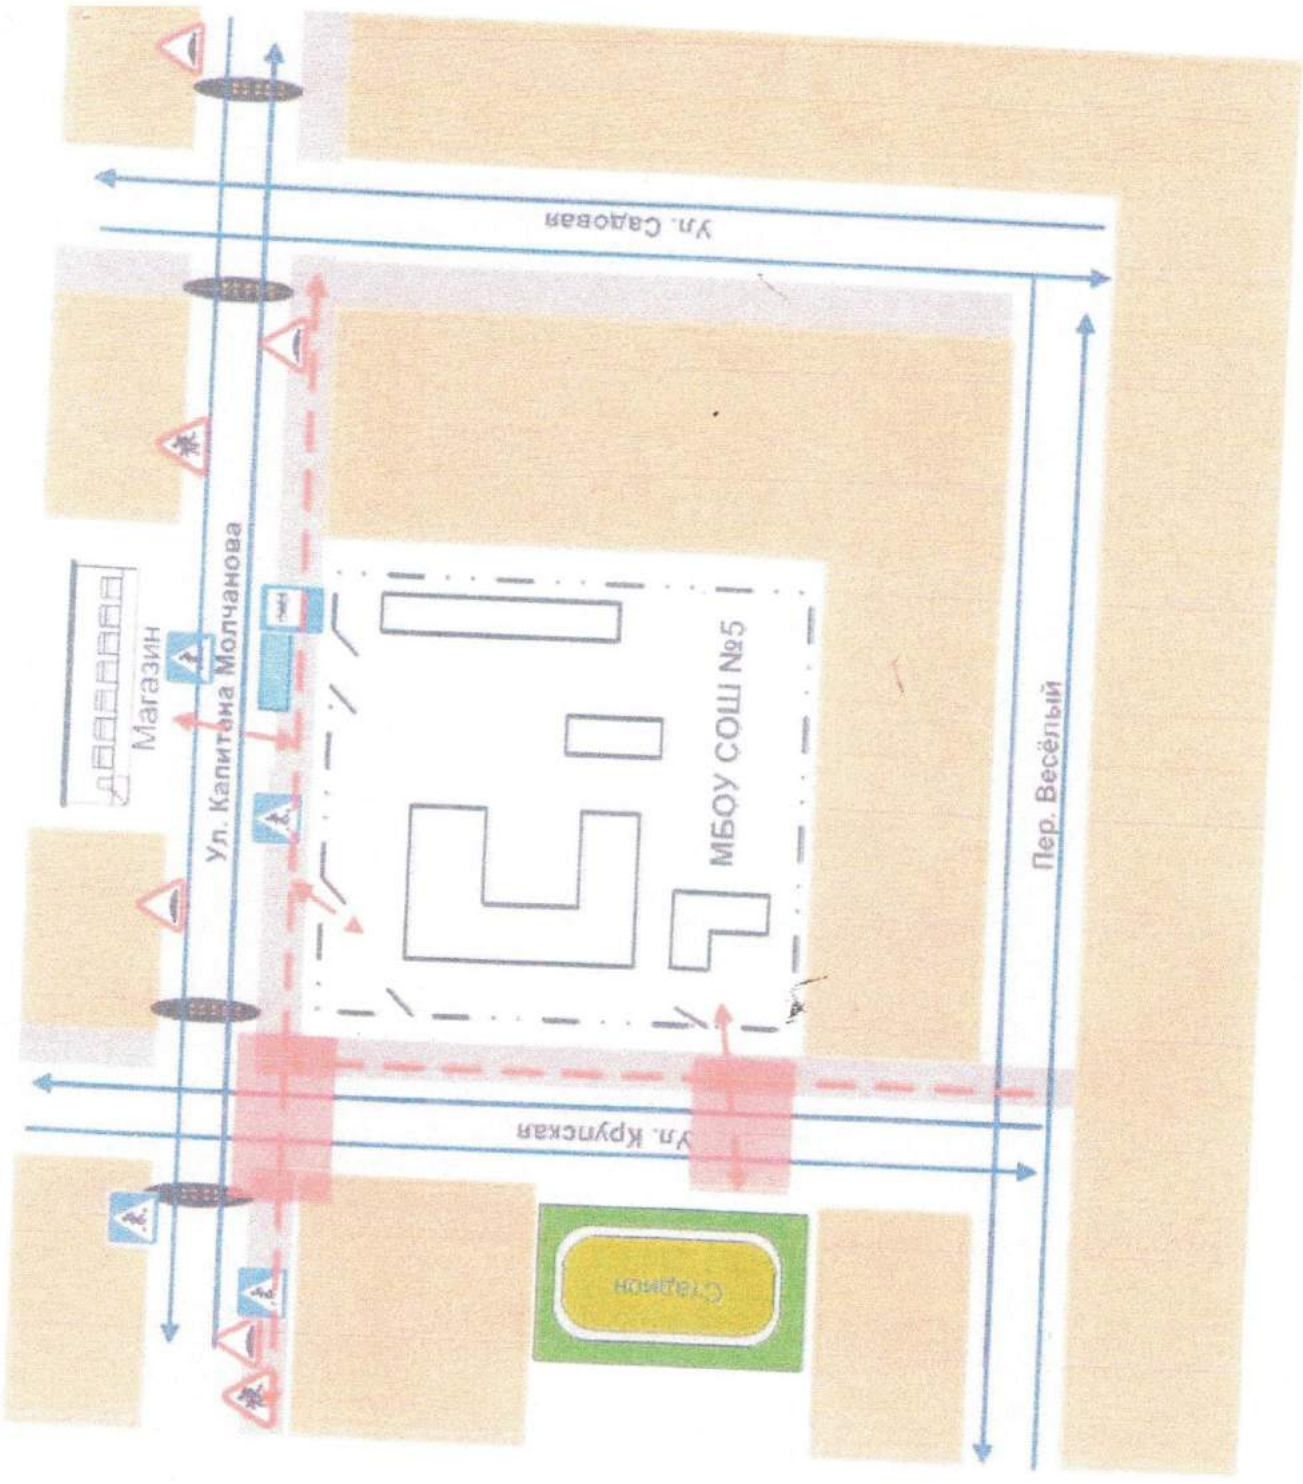 Ул. Садовая
Ул. Капитана Молчанова
Магазин
МБОУ СОШ №5
Пер. Весёлый
Ул. Крупская
Стадион